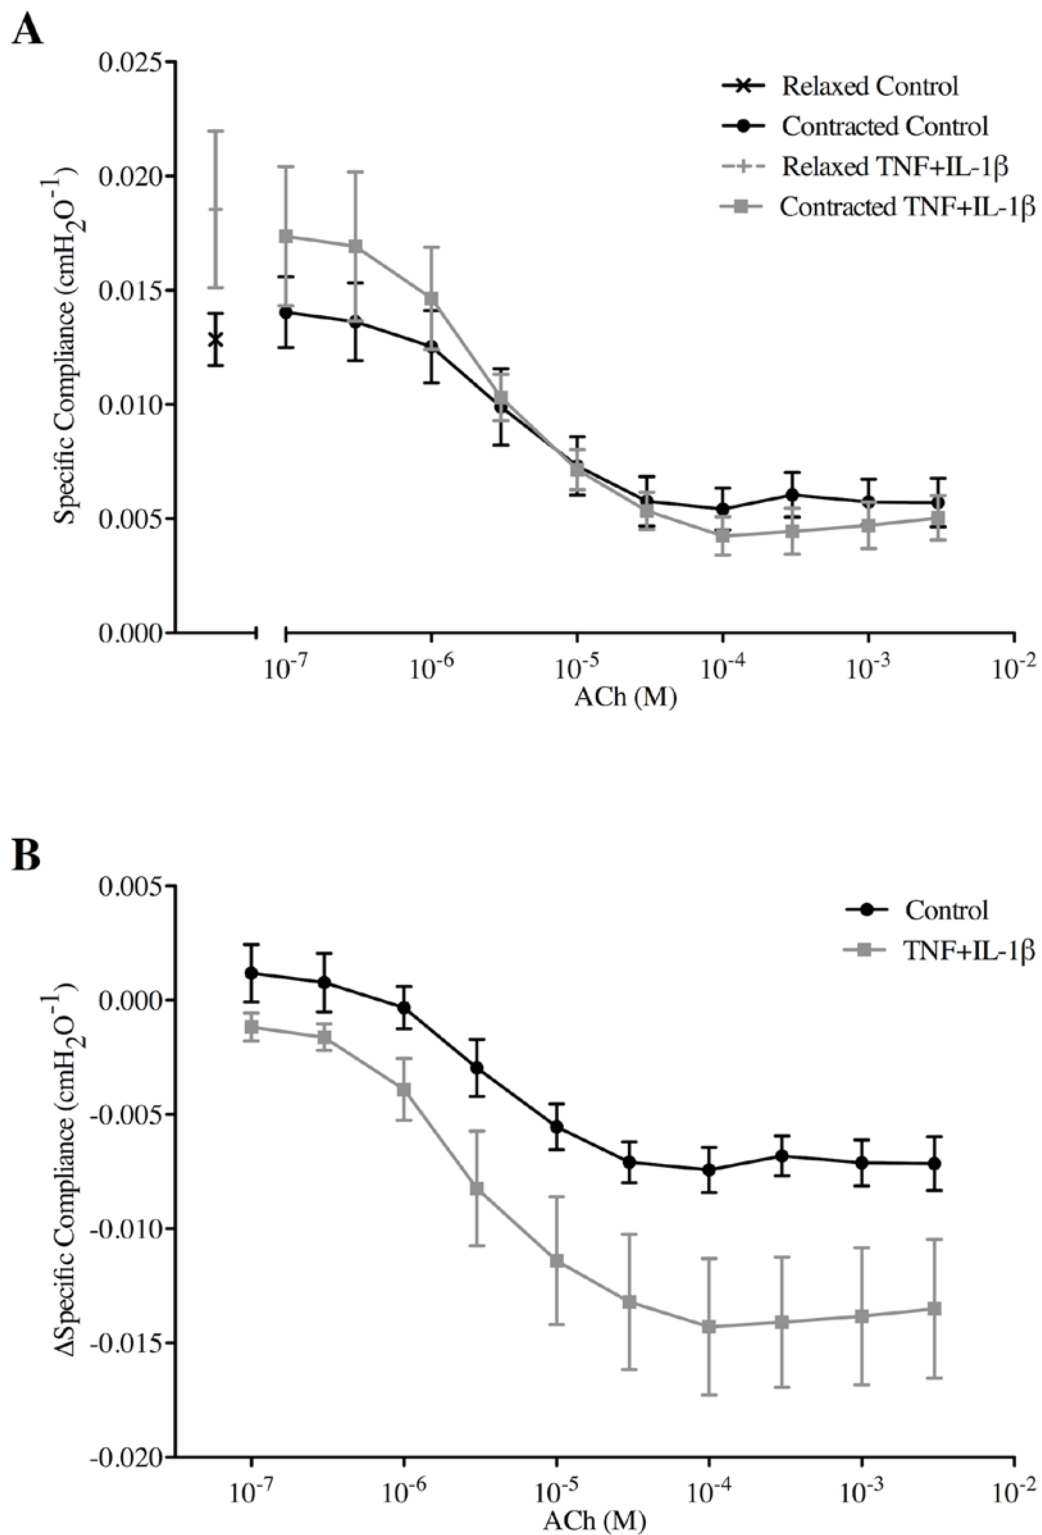 A
0.025
0.020
0.015
0.010
0.005
0.000
Specific Compliance (cmH₂O⁻¹)
Relaxed Control
Contracted Control
Relaxed TNF+IL-1β
Contracted TNF+IL-1β
10⁻⁷ 10⁻⁶ 10⁻⁵ 10⁻⁴ 10⁻³ 10⁻²
ACh (M)
B
0.005
0.000
-0.005
-0.010
-0.015
-0.020
ΔSpecific Compliance (cmH₂O⁻¹)
Control
TNF+IL-1β
10⁻⁷ 10⁻⁶ 10⁻⁵ 10⁻⁴ 10⁻³ 10⁻²
ACh (M)